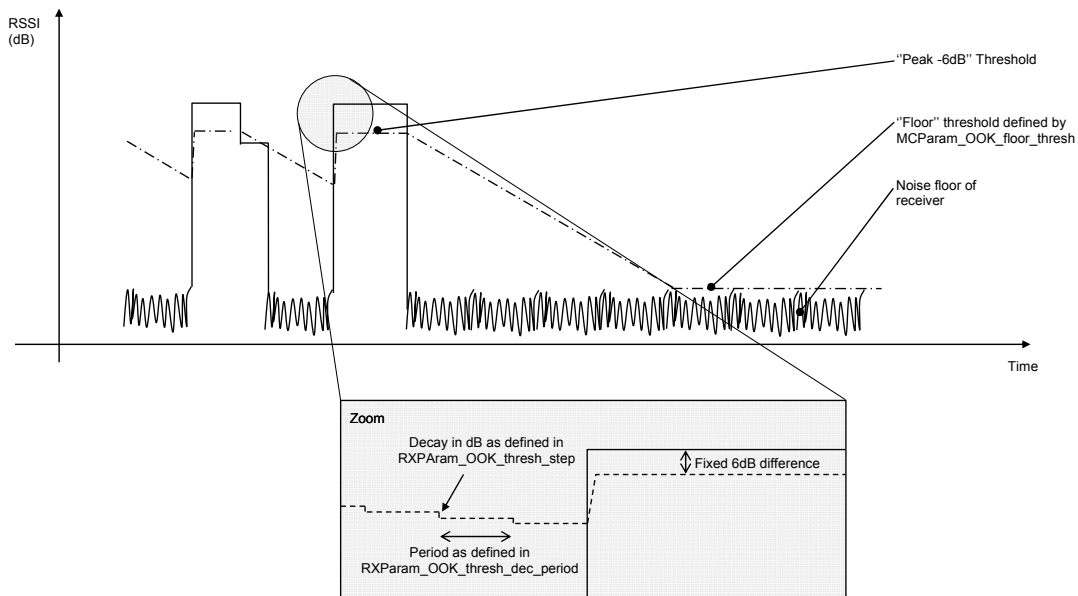 RSSI
(dB)
‘'Peak -6dB'' Threshold
‘'Floor'' threshold defined by
MCParam_OOK_floor_thresh
Noise floor of
receiver
Time
Zoom
Decay in dB as defined in
RXPAram_OOK_thresh_step
Fixed 6dB difference
Period as defined in
RXParam_OOK_thresh_dec_period